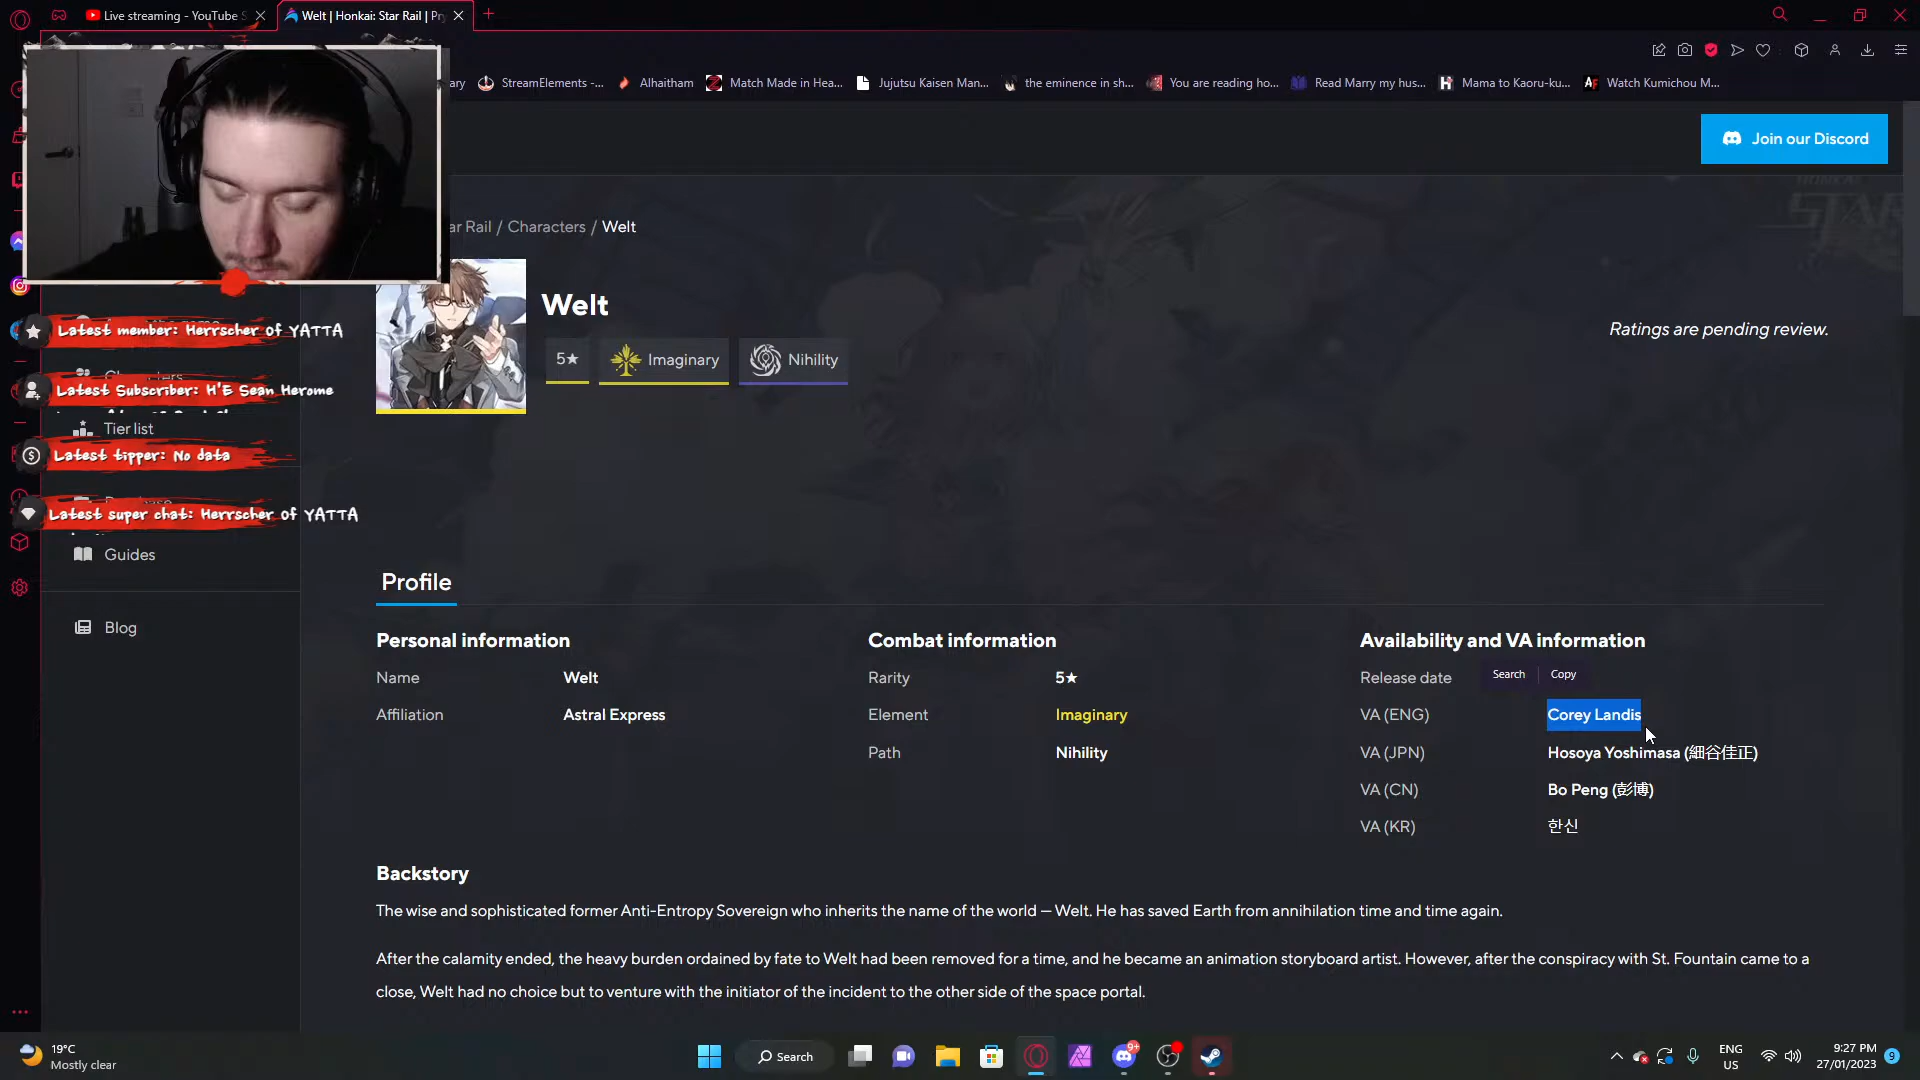 Live streaming - YouTube S
Welt | Honkai: Star Rail | Pry
ary
StreamElements -...
Alhaitham
Match Made in Hea...
Jujutsu Kaisen Man...
the eminence in sh...
You are reading ho...
Read Marry my hus...
Mama to Kaoru-ku...
Watch Kumichou M...
Join our Discord
ar Rail / Characters / Welt
Welt
5★
Imaginary
Nihility
Ratings are pending review.
Latest member: Herrscher of YATTA
Latest Subscriber: H'E Sean Herome
Tier list
Latest tipper: No data
Latest super chat: Herrscher of YATTA
Guides
Blog
Profile
Personal information
Name Welt
Affiliation Astral Express
Combat information
Rarity 5★
Element Imaginary
Path Nihility
Availability and VA information
Release date
Search Copy
VA (ENG) Corey Landis
VA (JPN) Hosoya Yoshimasa (細谷佳正)
VA (CN) Bo Peng (彭博)
VA (KR) 한신
Backstory
The wise and sophisticated former Anti-Entropy Sovereign who inherits the name of the world — Welt. He has saved Earth from annihilation time and time again.
After the calamity ended, the heavy burden ordained by fate to Welt had been removed for a time, and he became an animation storyboard artist. However, after the conspiracy with St. Fountain came to a
close, Welt had no choice but to venture with the initiator of the incident to the other side of the space portal.
19°C
Mostly clear
Search
9+
ENG
US
9:27 PM
27/01/2023
9